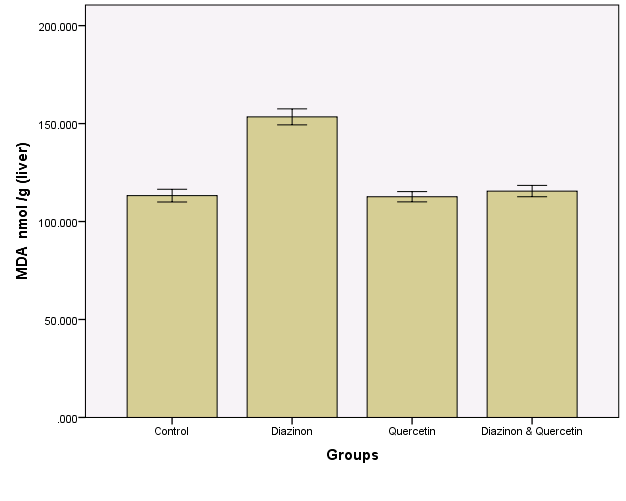 200.000
150.000
100.000
50.000
.000
MDA nmol /g (liver)
Control
Diazinon
Quercetin
Diazinon & Quercetin
Groups